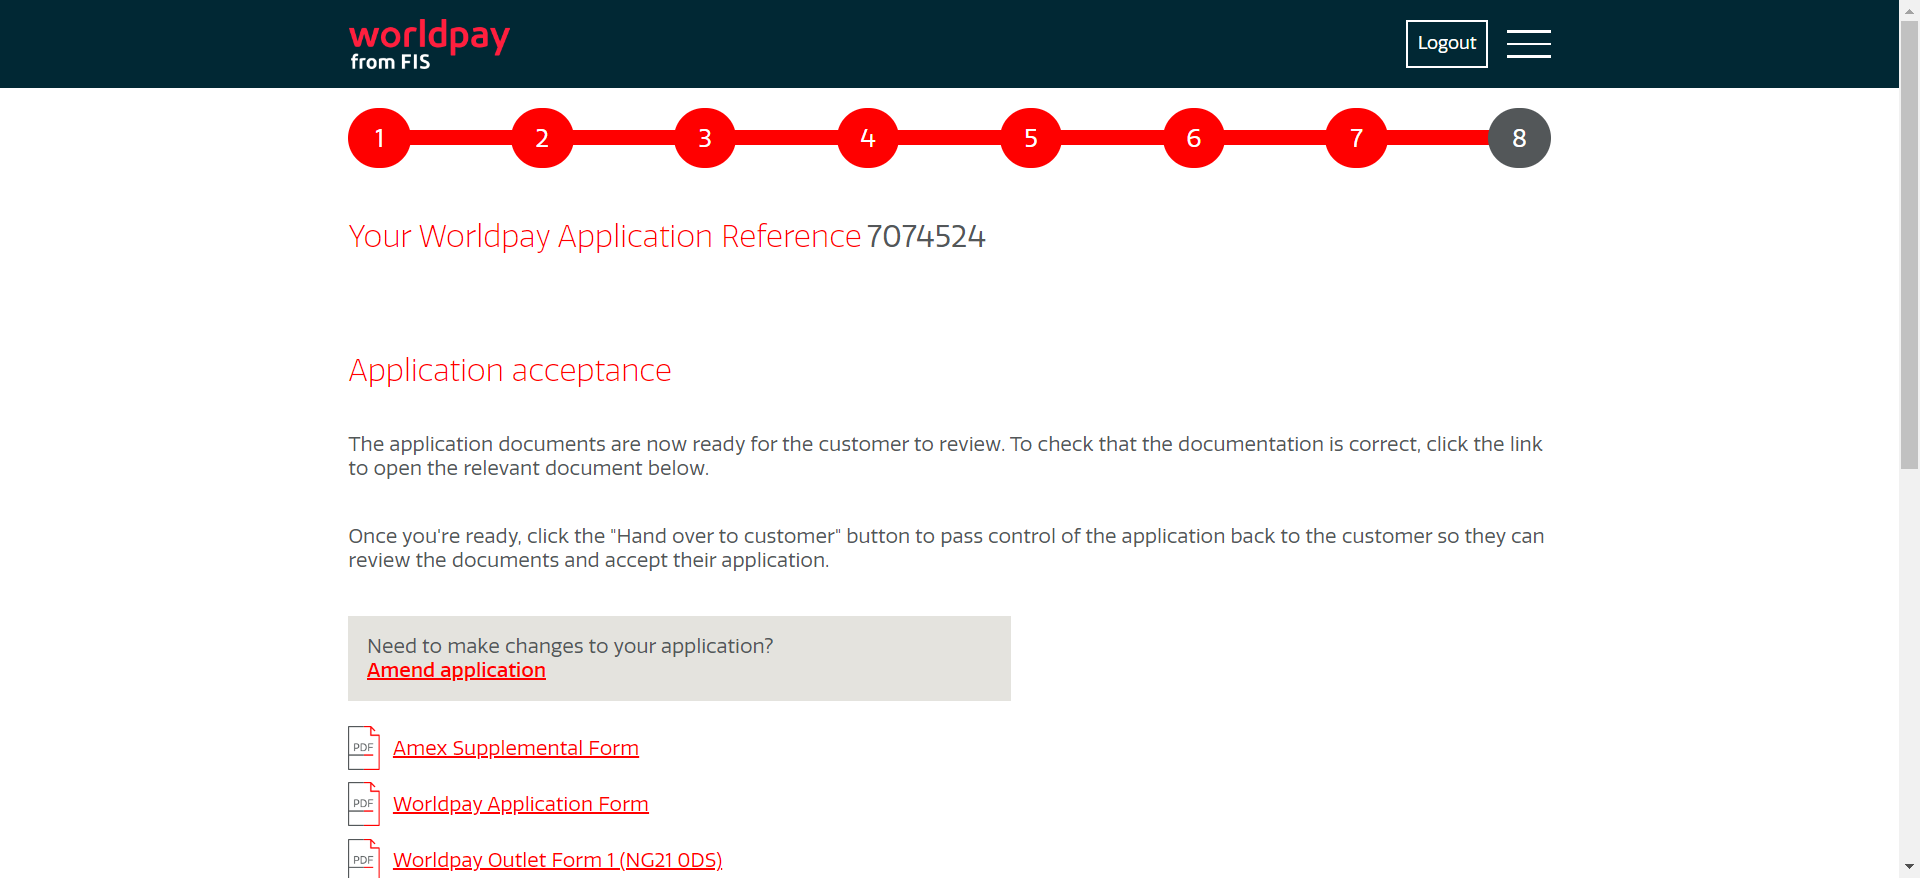 worldpay
from FIS
Logout
1 2 3 4 5 6 7 8
Your Worldpay Application Reference 7074524
Application acceptance
The application documents are now ready for the customer to review. To check that the documentation is correct, click the link
to open the relevant document below.
Once you're ready, click the "Hand over to customer" button to pass control of the application back to the customer so they can
review the documents and accept their application.
Need to make changes to your application?
Amend application
PDF Amex Supplemental Form
PDF Worldpay Application Form
PDF Worldpay Outlet Form 1 (NG21 0DS)